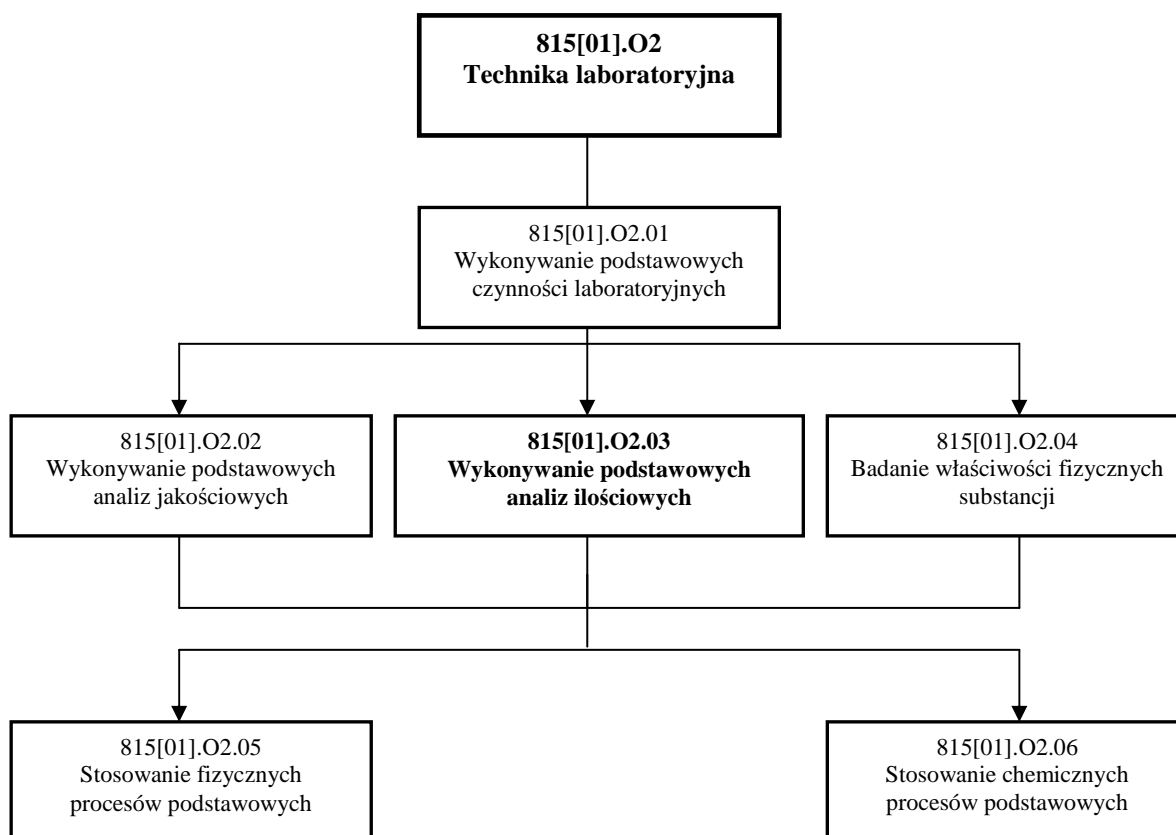 815[01].O2
Technika laboratoryjna
815[01].O2.01
Wykonywanie podstawowych
czynności laboratoryjnych
815[01].O2.02
Wykonywanie podstawowych
analiz jakościowych
815[01].O2.03
Wykonywanie podstawowych
analiz ilościowych
815[01].O2.04
Badanie właściwości fizycznych
substancji
815[01].O2.05
Stosowanie fizycznych
procesów podstawowych
815[01].O2.06
Stosowanie chemicznych
procesów podstawowych